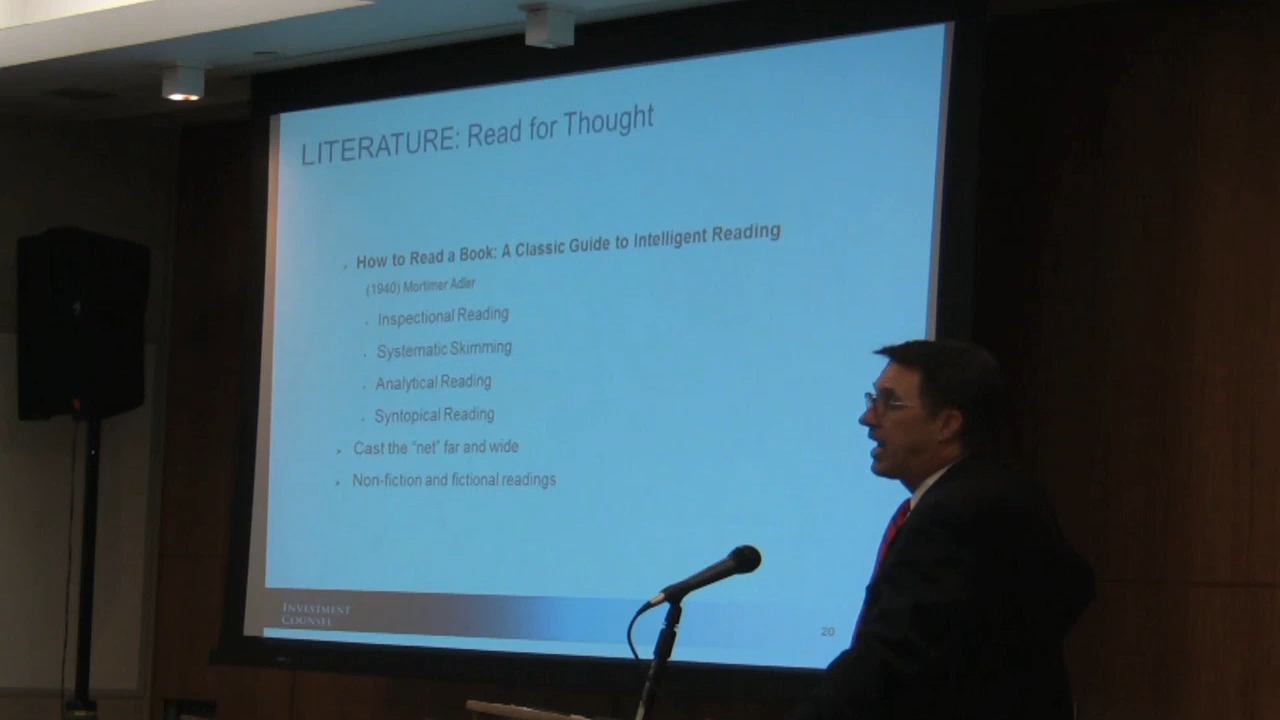 LITERATURE: Read for Thought
How to Read a Book: A Classic Guide to Intelligent Reading
(1940) Mortimer Adler
Inspectional Reading
Systematic Skimming
Analytical Reading
Syntopical Reading
Cast the “net” far and wide
Non-fiction and fictional readings
INVESTMENT
COUNSEL
20